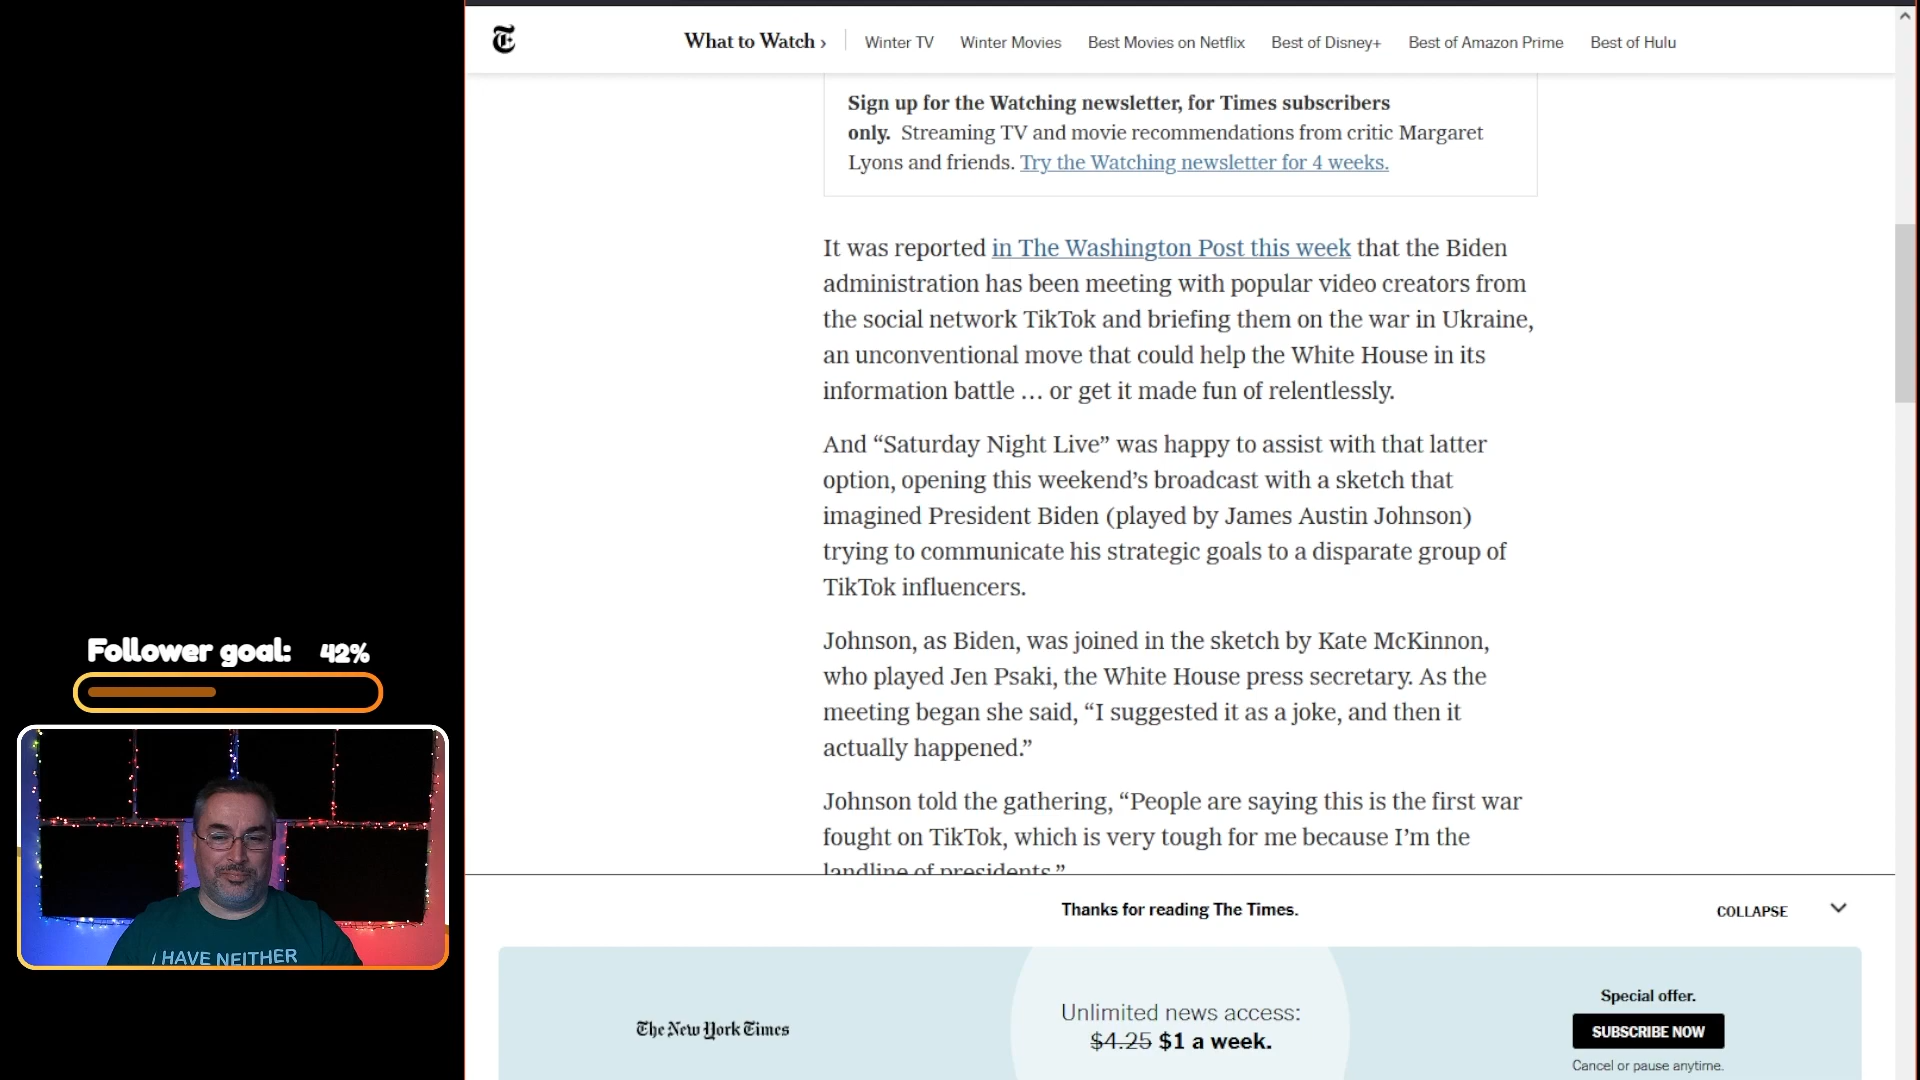 What to Watch › Winter TV Winter Movies Best Movies on Netflix Best of Disney+ Best of Amazon Prime Best of Hulu
Sign up for the Watching newsletter, for Times subscribers
only. Streaming TV and movie recommendations from critic Margaret
Lyons and friends. Try the Watching newsletter for 4 weeks.
It was reported in The Washington Post this week that the Biden
administration has been meeting with popular video creators from
the social network TikTok and briefing them on the war in Ukraine,
an unconventional move that could help the White House in its
information battle … or get it made fun of relentlessly.
And “Saturday Night Live” was happy to assist with that latter
option, opening this weekend’s broadcast with a sketch that
imagined President Biden (played by James Austin Johnson)
trying to communicate his strategic goals to a disparate group of
TikTok influencers.
Johnson, as Biden, was joined in the sketch by Kate McKinnon,
who played Jen Psaki, the White House press secretary. As the
meeting began she said, “I suggested it as a joke, and then it
actually happened.”
Johnson told the gathering, “People are saying this is the first war
fought on TikTok, which is very tough for me because I’m the
landline of presidents.”
Thanks for reading The Times.
COLLAPSE
The New York Times
Unlimited news access:
$4.25 $1 a week.
Special offer.
SUBSCRIBE NOW
Cancel or pause anytime.
Follower goal: 42%
I HAVE NEITHER